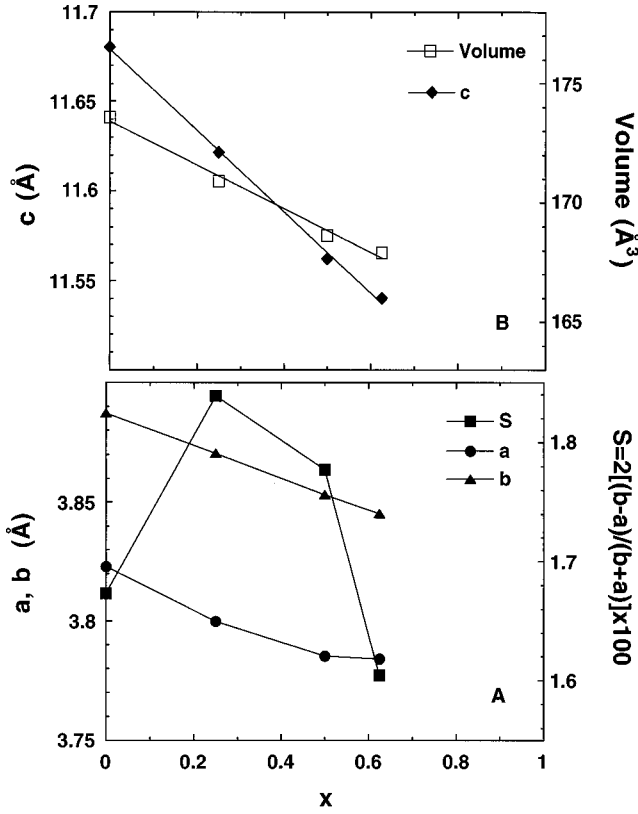 11.7
11.65
11.6
11.55
c (Å)
Volume
c
175
170
165
Volume (Å³)
B
3.85
3.8
3.75
a, b (Å)
S
a
b
1.8
1.7
1.6
S=2[(b-a)/(b+a)]x100
A
0
0.2
0.4
0.6
0.8
1
x